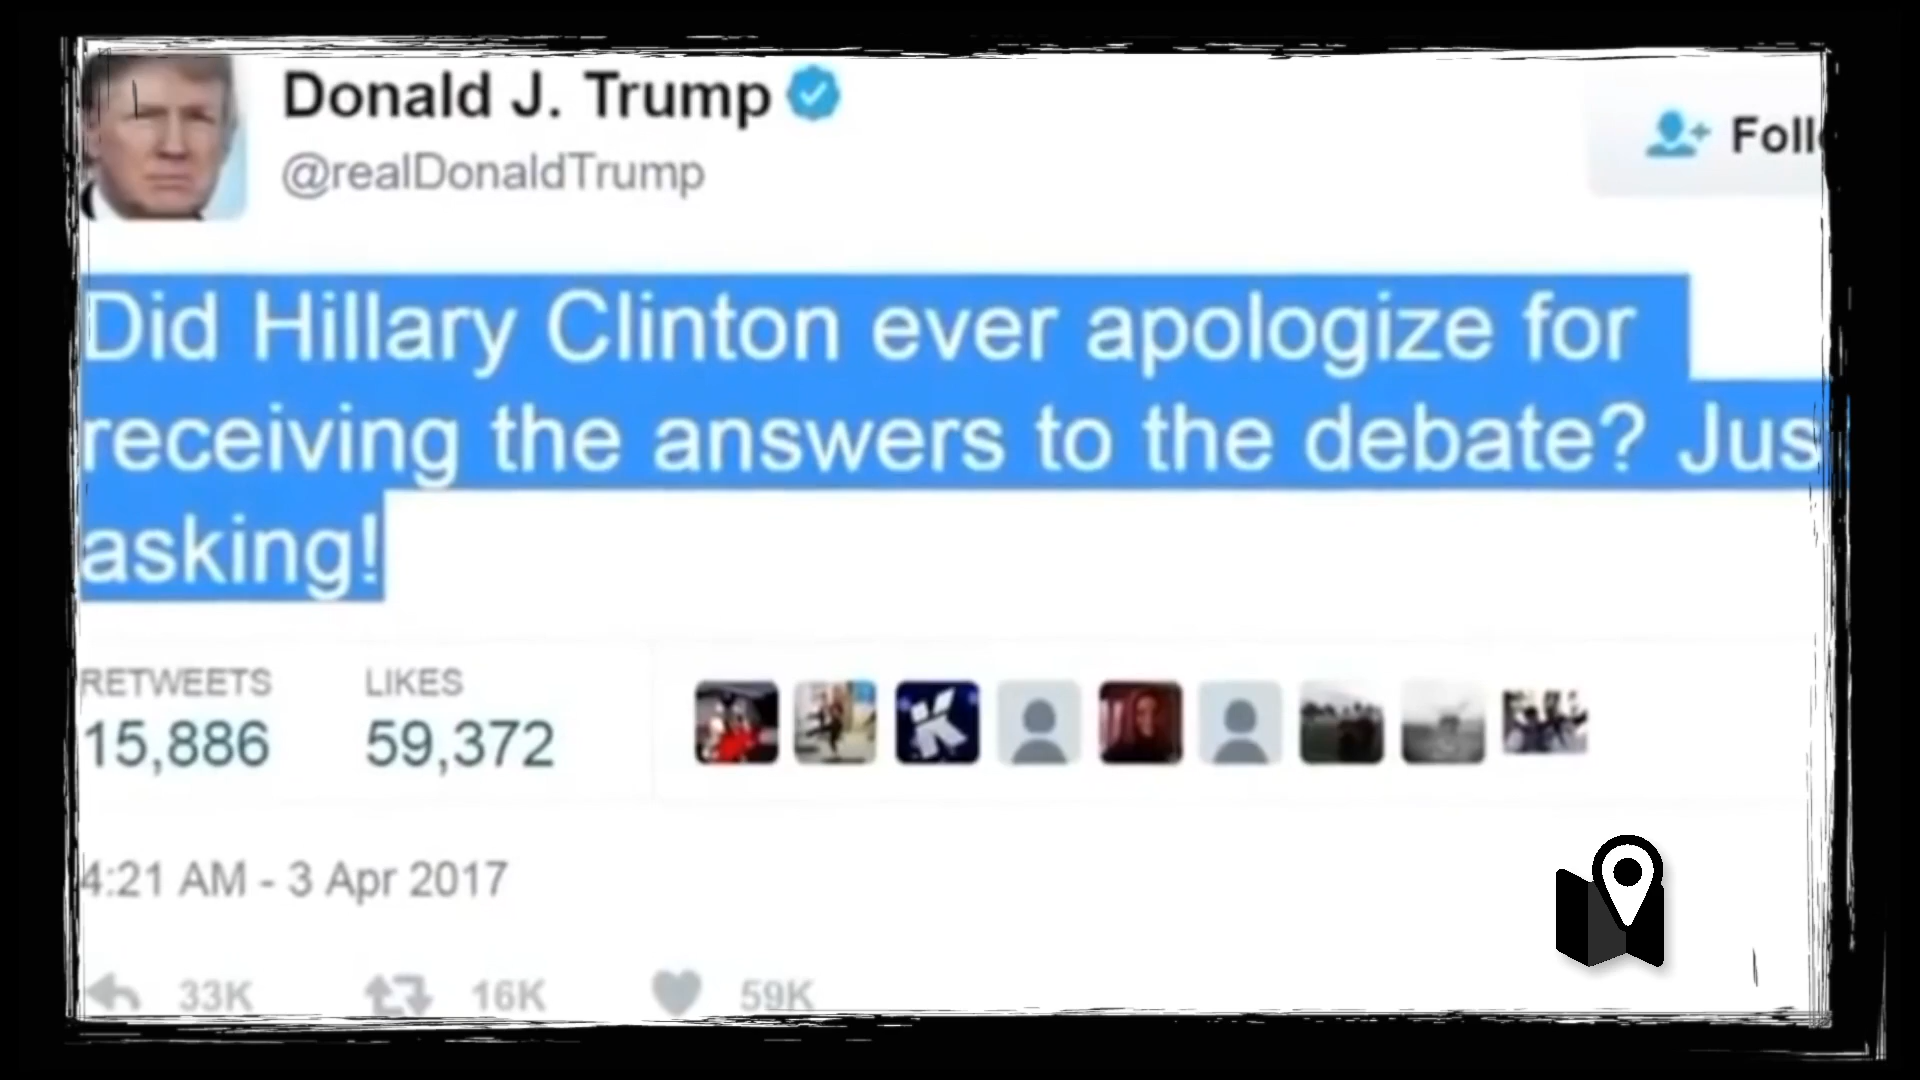 Donald J. Trump
@realDonaldTrump
Foll
Did Hillary Clinton ever apologize for
receiving the answers to the debate? Jus
asking!
RETWEETS LIKES
15,886 59,372
4:21 AM - 3 Apr 2017
33K 16K 59K